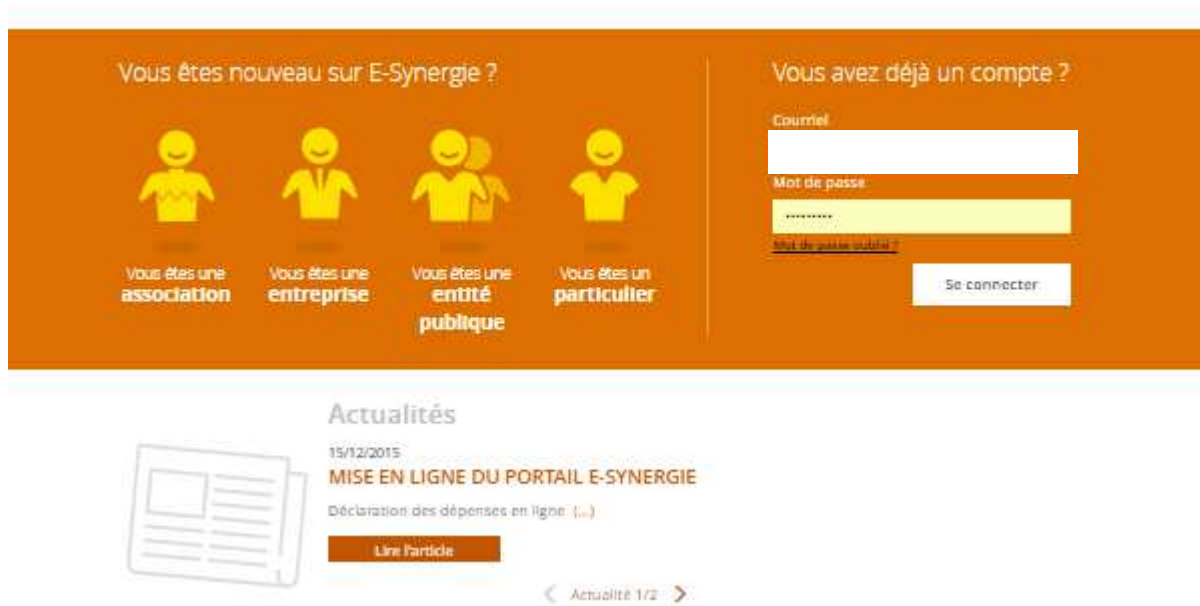 Vous êtes nouveau sur E-Synergie ?
Vous êtes une
association
Vous êtes une
entreprise
Vous êtes une
entité
publique
Vous êtes un
particulier
Vous avez déjà un compte ?
Courriel
Mot de passe
•••••••••
Mot de passe oublié ?
Se connecter
Actualités
15/12/2015
MISE EN LIGNE DU PORTAIL E-SYNERGIE
Déclaration des dépenses en ligne (...)
Lire l'article
Actualité 1/2